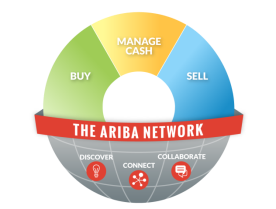 MANAGE
CASH
BUY
SELL
THE ARIBA NETWORK
DISCOVER
CONNECT
COLLABORATE